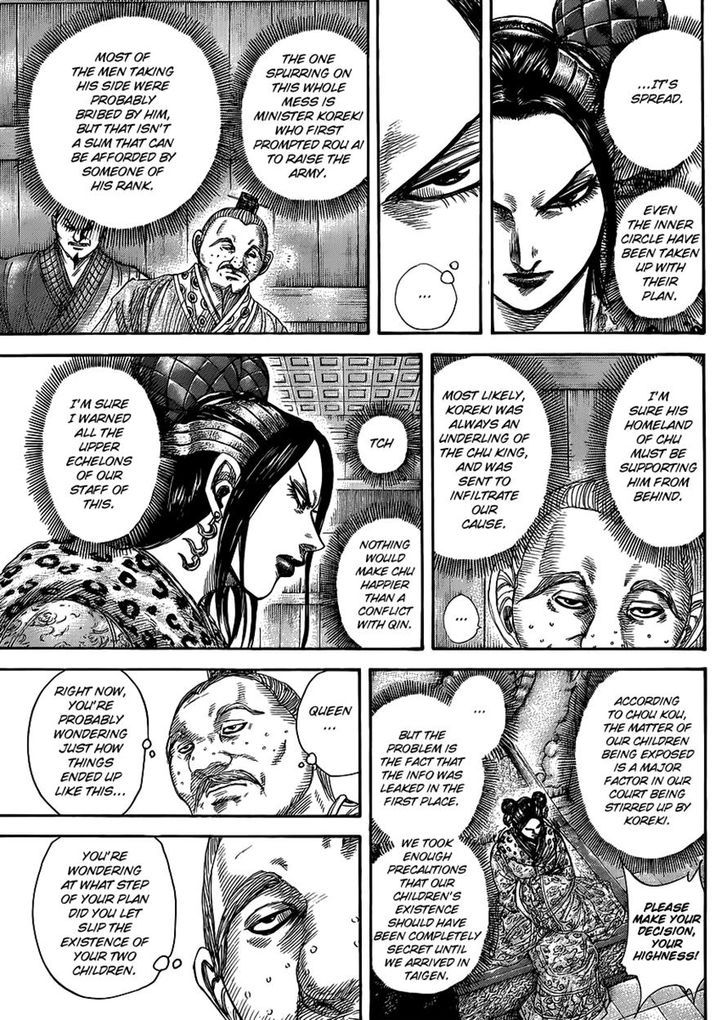 ...IT'S
SPREAD.
EVEN
THE INNER
CIRCLE HAVE
BEEN TAKEN
UP WITH
THEIR
PLAN.
...
THE ONE
SPURRING ON
THIS WHOLE
MESS IS
MINISTER KOREKI
WHO FIRST
PROMPTED ROU AI
TO RAISE THE
ARMY.
MOST OF
THE MEN TAKING
HIS SIDE WERE
PROBABLY
BRIBED BY HIM,
BUT THAT ISN'T
A SUM THAT CAN
BE AFFORDED BY
SOMEONE OF
HIS RANK.
I'M
SURE HIS
HOMELAND
OF CHU
MUST BE
SUPPORTING
HIM FROM
BEHIND.
MOST LIKELY,
KOREKI WAS
ALWAYS AN
UNDERLING OF
THE CHU KING,
AND WAS
SENT TO
INFILTRATE
OUR
CAUSE.
...
TCH
NOTHING
WOULD
MAKE CHU
HAPPIER
THAN A
CONFLICT
WITH QIN.
I'M SURE
I WARNED
ALL THE
UPPER
ECHELONS
OF OUR
STAFF OF
THIS.
ACCORDING
TO CHOU KOU,
THE MATTER OF
OUR CHILDREN
BEING EXPOSED
IS A MAJOR
FACTOR IN OUR
COURT BEING
STIRRED UP BY
KOREKI.
PLEASE
MAKE YOUR
DECISION,
YOUR
HIGHNESS!
...
BUT THE
PROBLEM IS
THE FACT THAT
THE INFO WAS
LEAKED IN THE
FIRST PLACE.
WE TOOK
ENOUGH
PRECAUTIONS
THAT OUR
CHILDREN'S
EXISTENCE
SHOULD HAVE
BEEN COMPLETELY
SECRET UNTIL
WE ARRIVED
IN TAIGEN.
QUEEN
...
RIGHT NOW,
YOU'RE
PROBABLY
WONDERING
JUST HOW
THINGS
ENDED UP
LIKE THIS...
YOU'RE
WONDERING
AT WHAT STEP
OF YOUR PLAN
DID YOU LET
SLIP THE
EXISTENCE OF
YOUR TWO
CHILDREN.